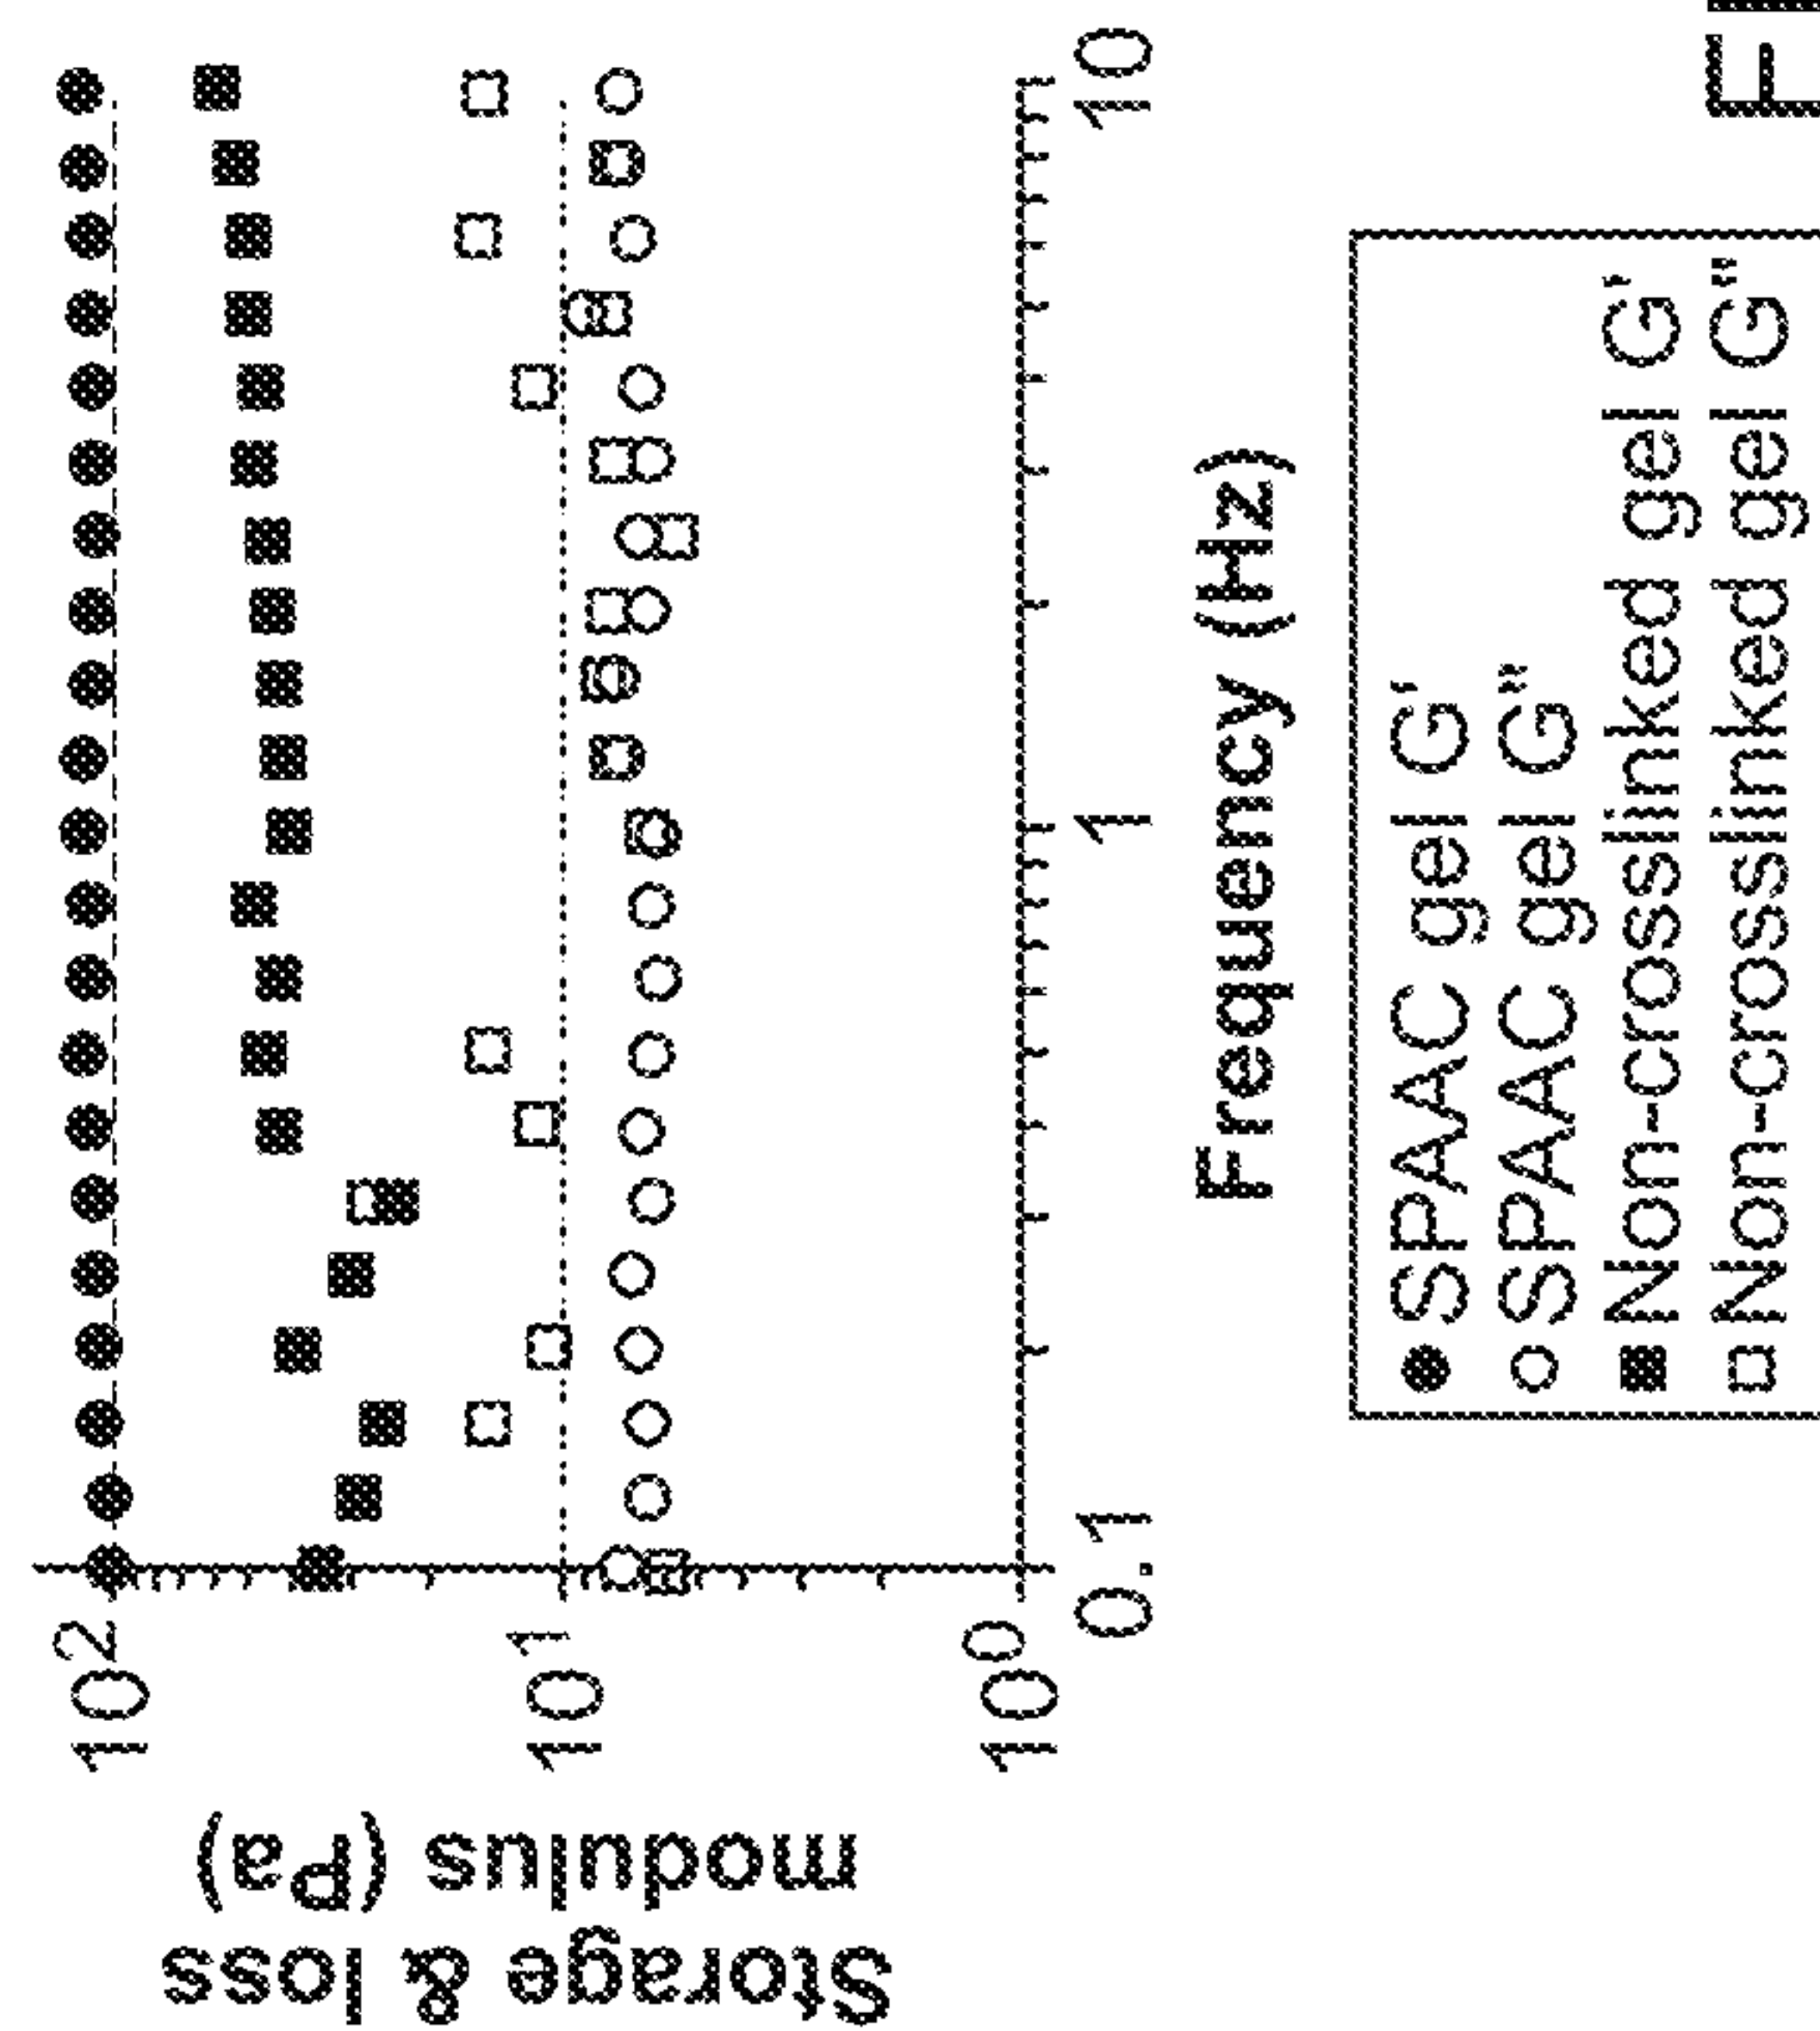 Storage & loss
modulus (Pa)
10²
10¹
10⁰
0.1
1
10
Frequency (Hz)
SPAAC gel G'
SPAAC gel G"
Non-crosslinked gel G'
Non-crosslinked gel G"